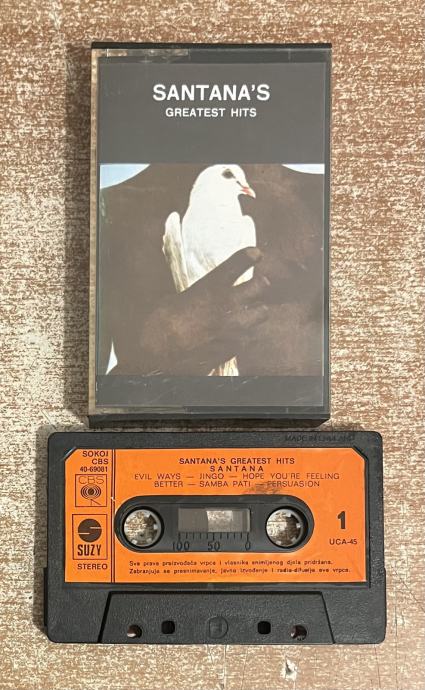 SANTANA'S
GREATEST HITS
SOKOJ
CBS
40-69081
CBS
SUZY
STEREO
SANTANA'S GREATEST HITS
SANTANA
EVIL WAYS — JINGO — HOPE YOU'RE FEELING
BETTER — SAMBA PATI — PERSUASION
100 50 0
1
UCA-45
Sva prava proizvođača vrpce i vlasnika snimljenog djela pridržana.
Zabranjuje se presnimavanje, javno izvođenje i radio-difuzija ove vrpce.